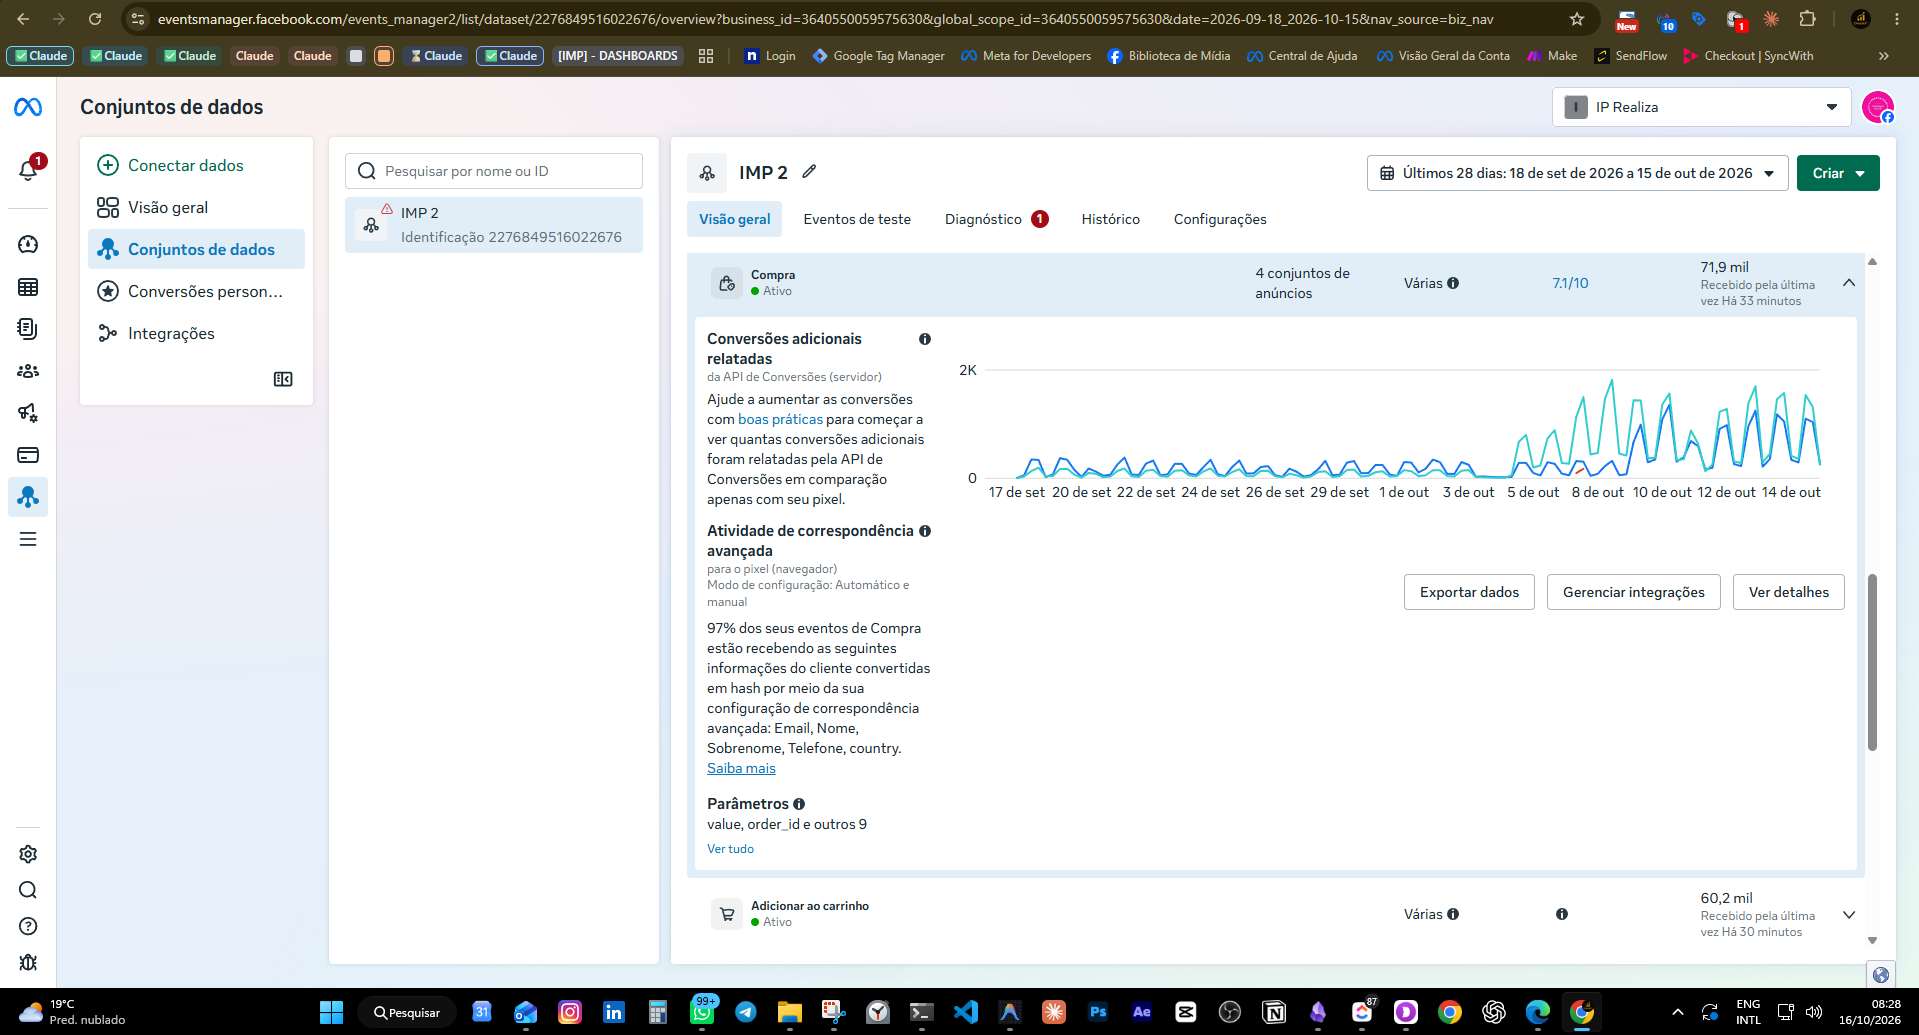 eventsmanager.facebook.com/events_manager2/list/dataset/2276849516022676/overview?business_id=3640550059575630&global_scope_id=3640550059575630&date=2026-09-18_2026-10-15&nav_source=biz_nav
New
10
1
Claude
Claude
Claude
Claude
Claude
Claude
Claude
[IMP] - DASHBOARDS
Login
Google Tag Manager
Meta for Developers
Biblioteca de Mídia
Central de Ajuda
Visão Geral da Conta
Make
SendFlow
Checkout | SyncWith
Conjuntos de dados
I
IP Realiza
1
Conectar dados
Visão geral
Conjuntos de dados
Conversões person...
Integrações
Pesquisar por nome ou ID
IMP 2
Identificação 2276849516022676
IMP 2
Últimos 28 dias: 18 de set de 2026 a 15 de out de 2026
Criar
Visão geral
Eventos de teste
Diagnóstico 1
Histórico
Configurações
Compra
Ativo
4 conjuntos de
anúncios
Várias
7.1/10
71,9 mil
Recebido pela última
vez Há 33 minutos
Conversões adicionais
relatadas
da API de Conversões (servidor)
Ajude a aumentar as conversões
com boas práticas para começar a
ver quantas conversões adicionais
foram relatadas pela API de
Conversões em comparação
apenas com seu pixel.
2K
0
17 de set 20 de set 22 de set 24 de set 26 de set 29 de set 1 de out 3 de out 5 de out 8 de out 10 de out 12 de out 14 de out
Atividade de correspondência
avançada
para o pixel (navegador)
Modo de configuração: Automático e
manual
97% dos seus eventos de Compra
estão recebendo as seguintes
informações do cliente convertidas
em hash por meio da sua
configuração de correspondência
avançada: Email, Nome,
Sobrenome, Telefone, country.
Saiba mais
Exportar dados
Gerenciar integrações
Ver detalhes
Parâmetros
value, order_id e outros 9
Ver tudo
Adicionar ao carrinho
Ativo
Várias
60,2 mil
Recebido pela última
vez Há 30 minutos
19°C
Pred. nublado
Pesquisar
31
in
99+
Ps
Ae
87
ENG
INTL
08:28
16/10/2026